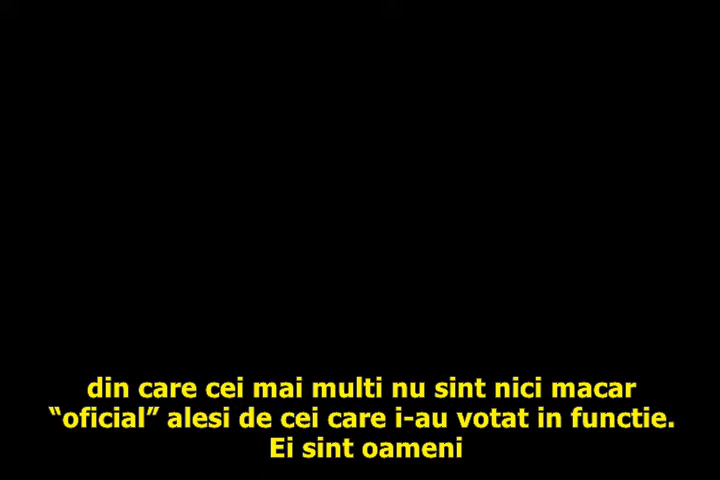 din care cei mai multi nu sint nici macar
“oficial” alesi de cei care i-au votat in functie.
Ei sint oameni